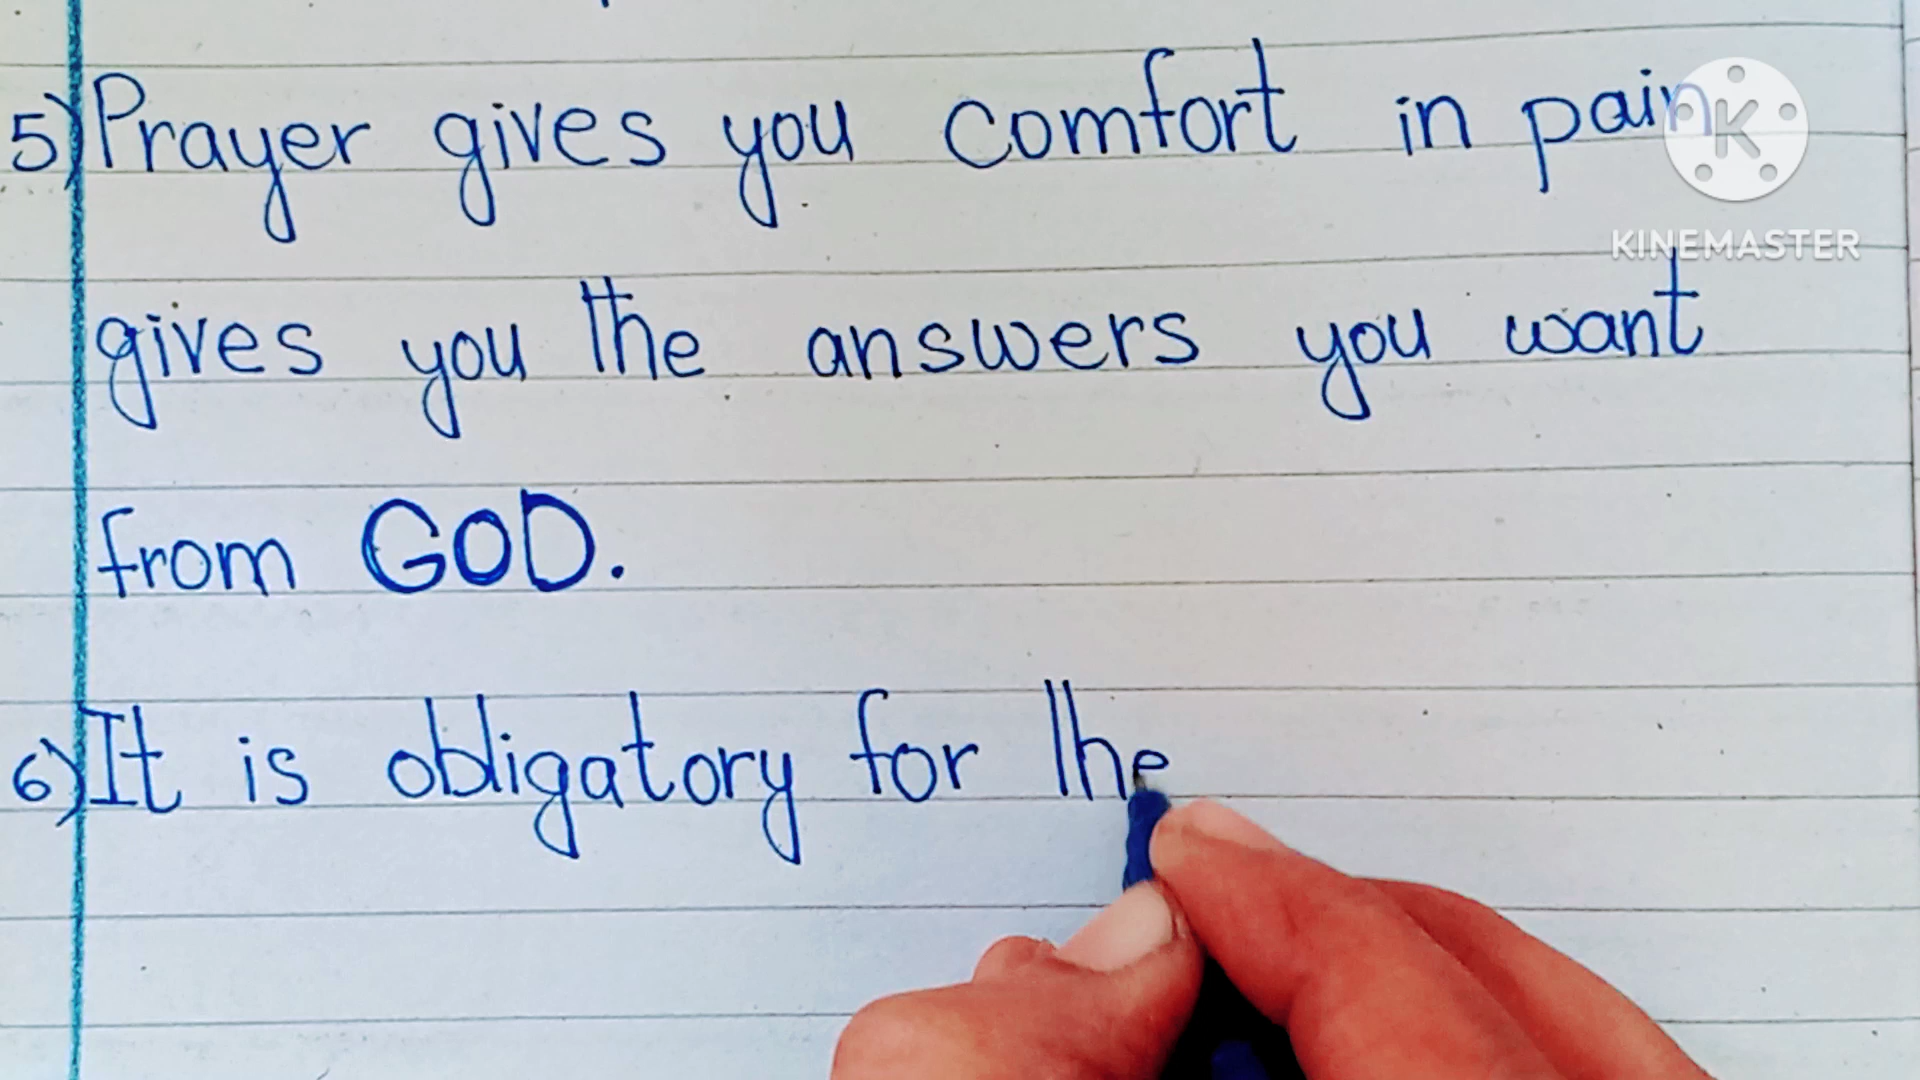 5) Prayer gives you comfort in pain
K
KINEMASTER
gives you the answers you want
from GOD.
6) It is obligatory for the